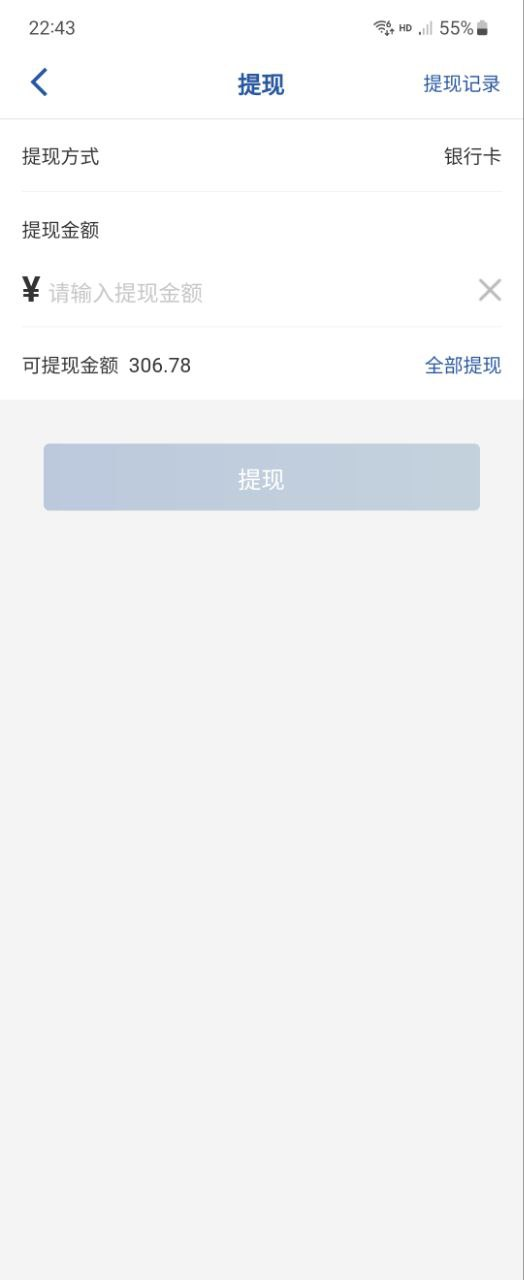 22:43 HD 55%
提现 提现记录
提现方式 银行卡
提现金额
¥ 请输入提现金额
可提现金额 306.78 全部提现
提现